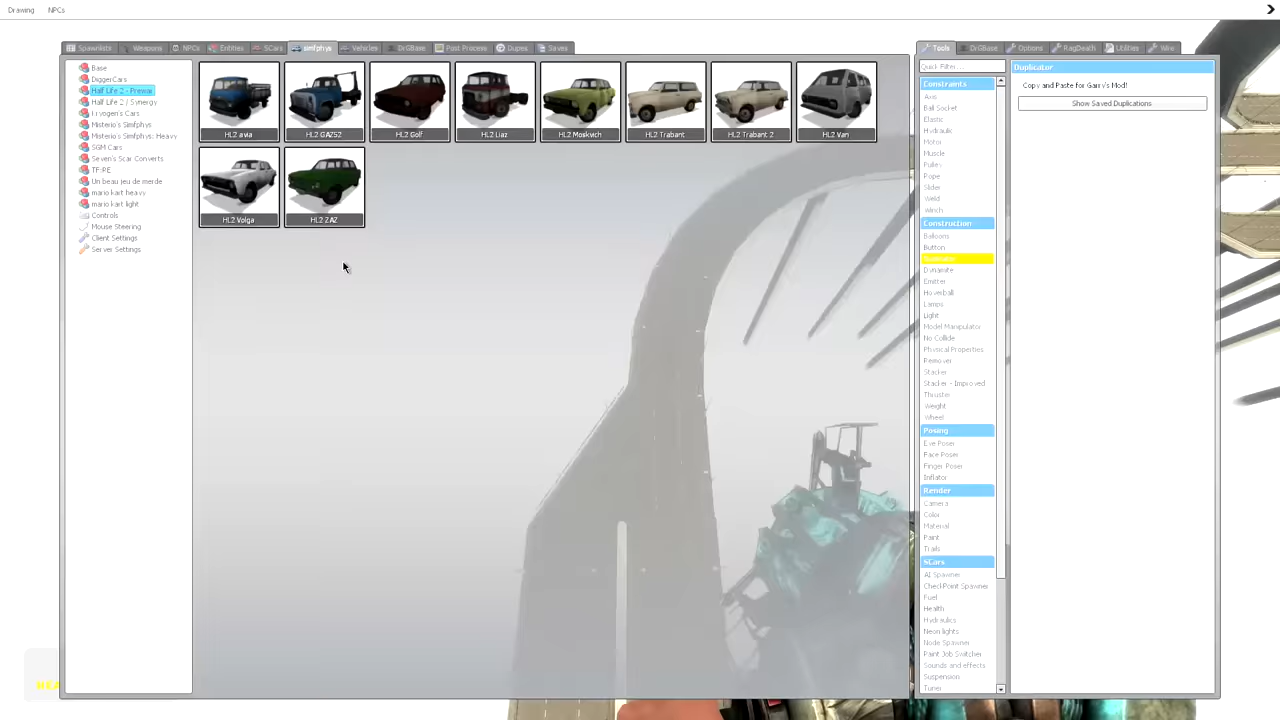 Drawing NPCs
Spawnlists Weapons NPCs Entities SCars simfphys Vehicles DrGBase Post Process Dupes Saves
Tools DrGBase Options RagDeath Utilities Wire
Base
DiggerCars
Half Life 2 - Prewar
Half Life 2 / Synergy
Kryogen's Cars
Misterio's Simfphys
Misterio's Simfphys: Heavy
SGM Cars
Seven's Scar Converts
TF:RE
Un beau jeu de merde
mario kart heavy
mario kart light
Controls
Mouse Steering
Client Settings
Server Settings
HL2 avia
HL2 GAZ52
HL2 Golf
HL2 Liaz
HL2 Moskvich
HL2 Trabant
HL2 Trabant 2
HL2 Van
HL2 Volga
HL2 ZAZ
Quick Filter...
Constraints
Axis
Ball Socket
Elastic
Hydraulic
Motor
Muscle
Pulley
Rope
Slider
Weld
Winch
Construction
Balloons
Button
Duplicator
Dynamite
Emitter
Hoverball
Lamps
Light
Model Manipulator
No Collide
Physical Properties
Remover
Stacker
Stacker - Improved
Thruster
Weight
Wheel
Posing
Eye Poser
Face Poser
Finger Poser
Inflator
Render
Camera
Color
Material
Paint
Trails
SCars
AI Spawner
CheckPoint Spawner
Fuel
Health
Hydraulics
Neon lights
Node Spawner
Paint Job Switcher
Sounds and effects
Suspension
Tuner
Duplicator
Copy and Paste for Garry's Mod!
Show Saved Duplications